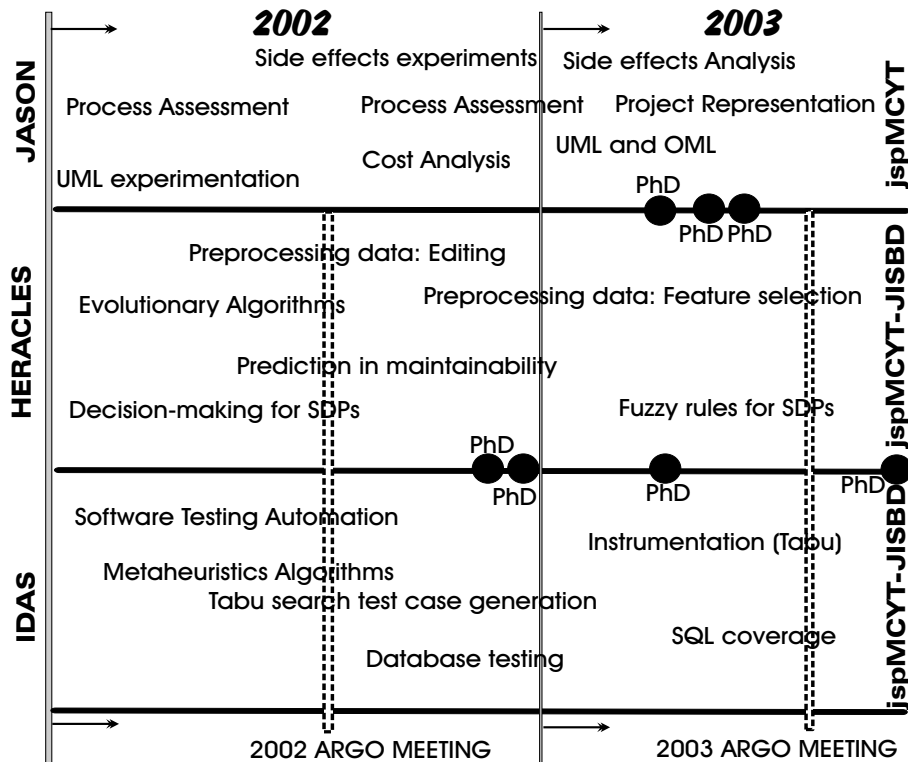 2002
2003
JASON
Side effects experiments
Side effects Analysis
Process Assessment
Process Assessment
Project Representation
UML and OML
Cost Analysis
UML experimentation
PhD
PhD
PhD
jspMCYT
HERACLES
Preprocessing data: Editing
Preprocessing data: Feature selection
Evolutionary Algorithms
Prediction in maintainability
Decision-making for SDPs
Fuzzy rules for SDPs
PhD
PhD
PhD
PhD
jspMCYT-JISBD
IDAS
Software Testing Automation
Instrumentation (Tabu)
Metaheuristics Algorithms
Tabu search test case generation
SQL coverage
Database testing
jspMCYT-JISBD
2002 ARGO MEETING
2003 ARGO MEETING